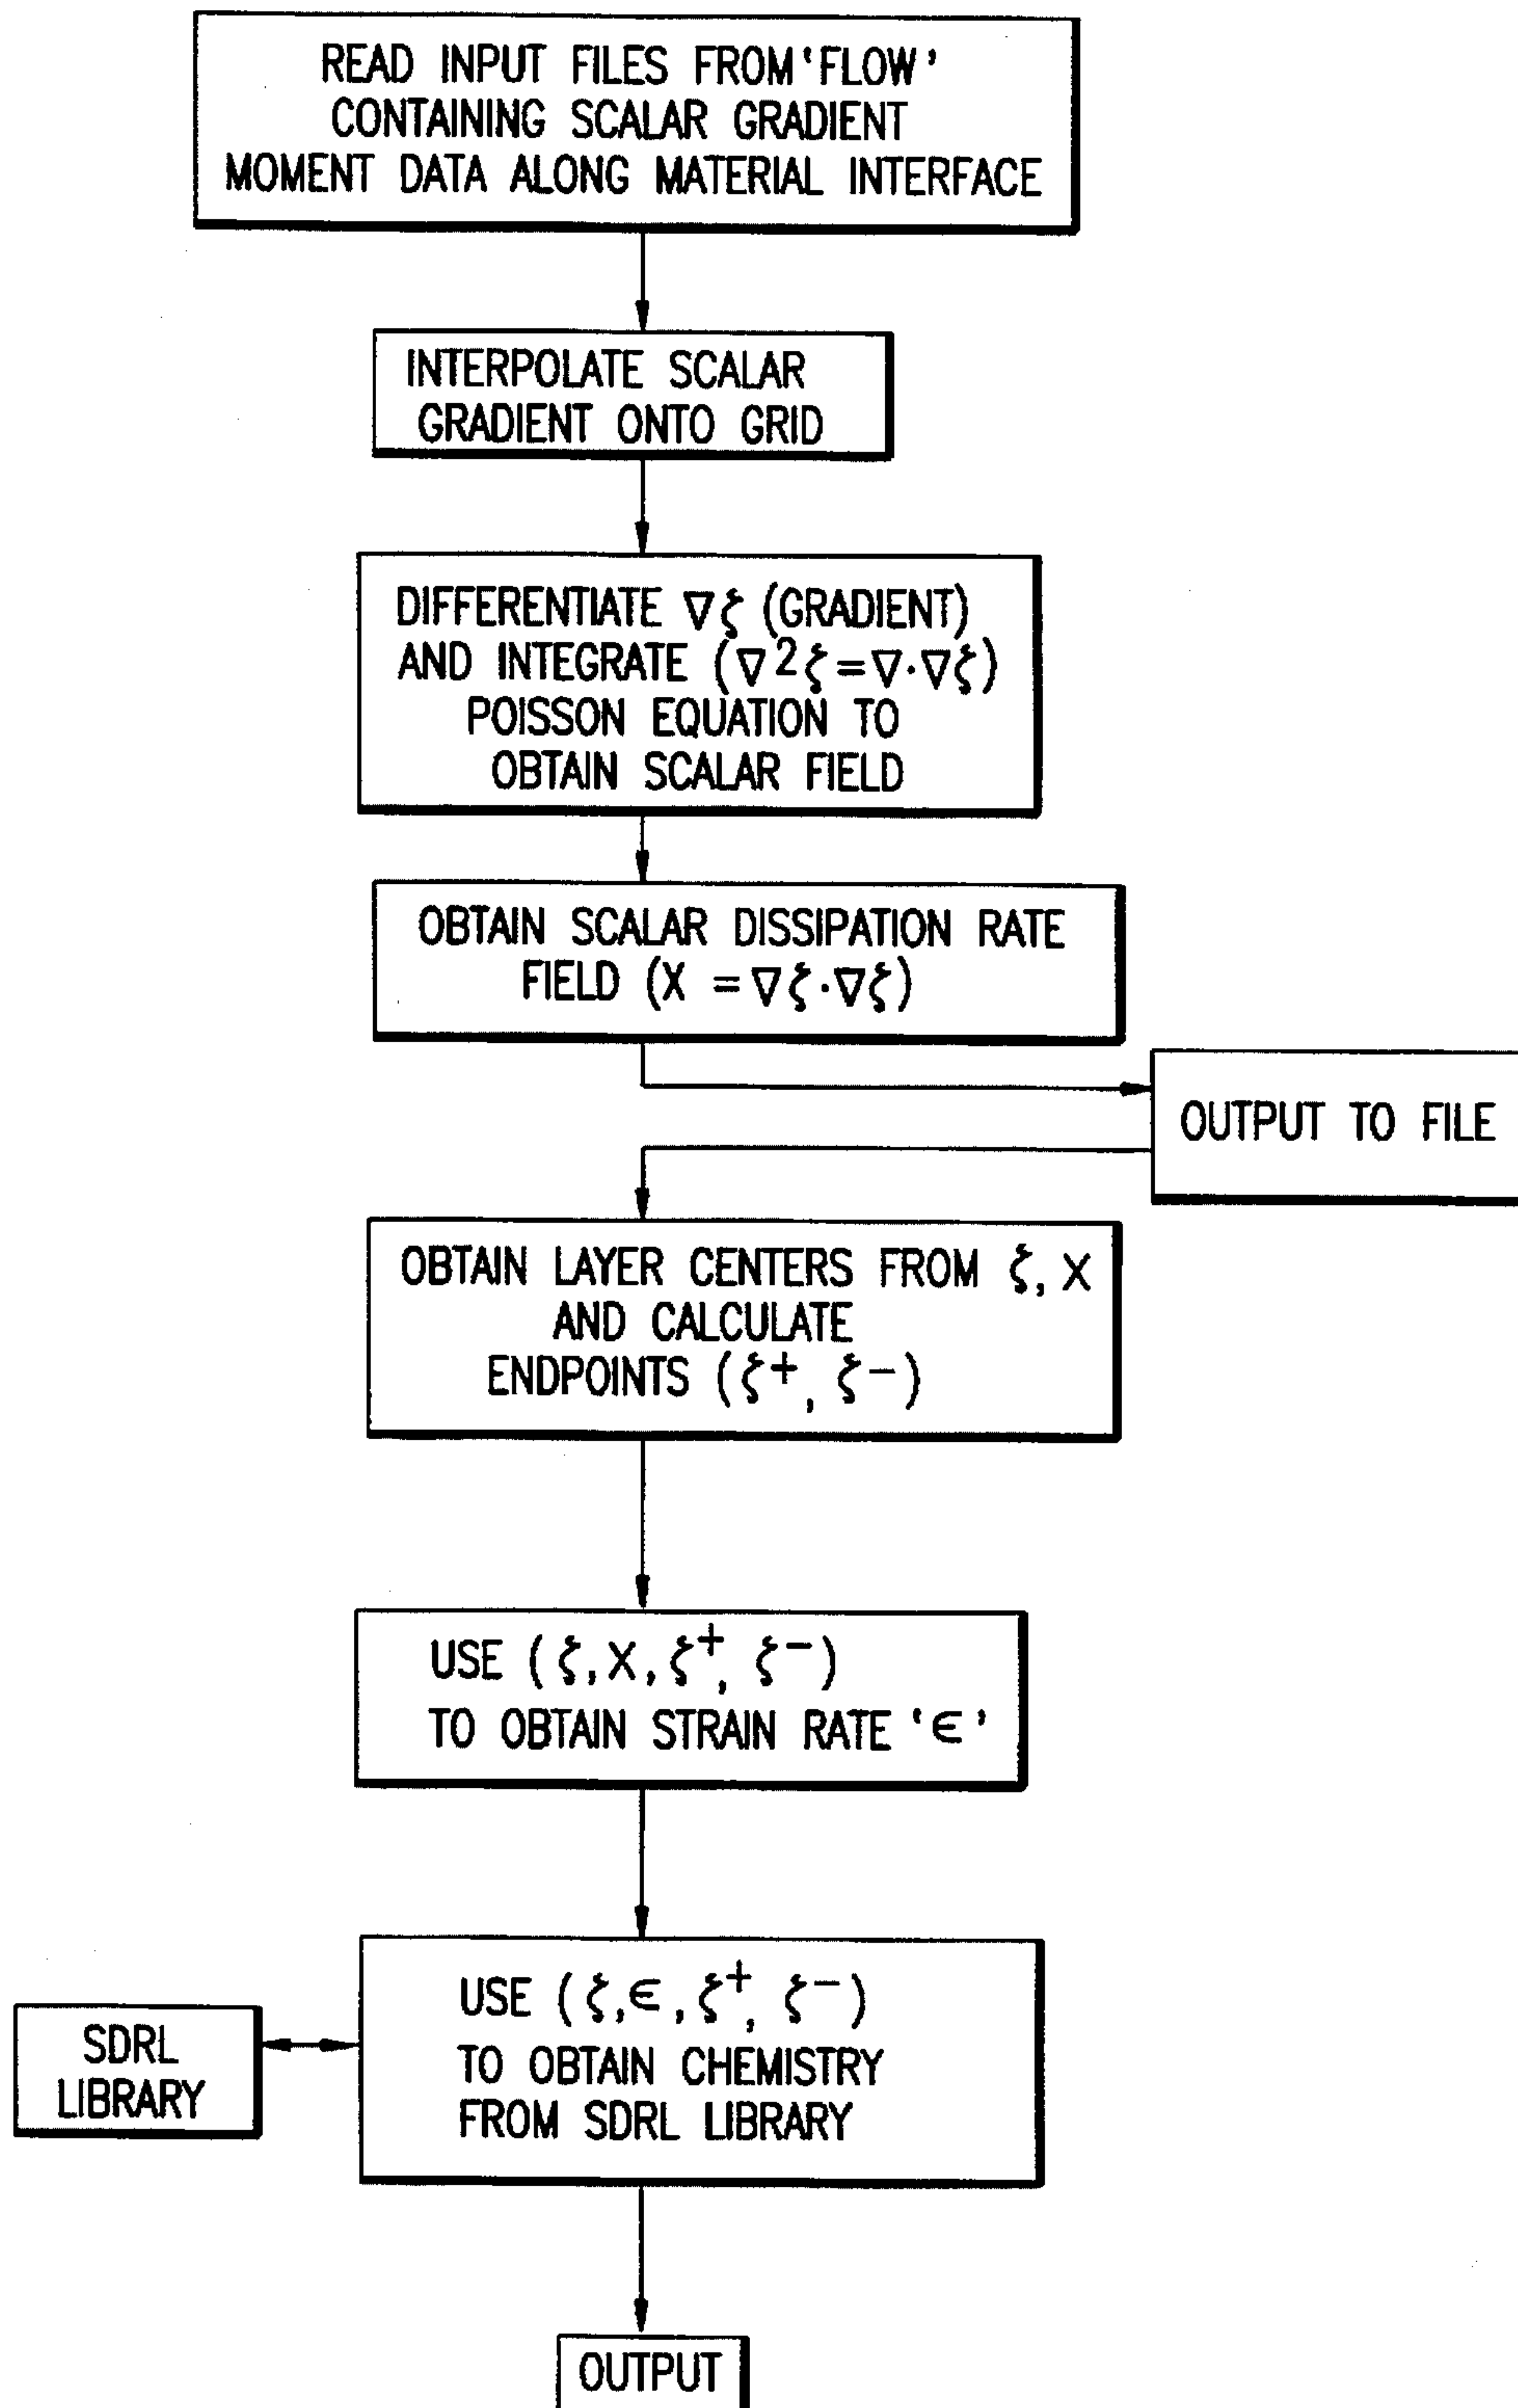 READ INPUT FILES FROM 'FLOW'
CONTAINING SCALAR GRADIENT
MOMENT DATA ALONG MATERIAL INTERFACE
INTERPOLATE SCALAR
GRADIENT ONTO GRID
DIFFERENTIATE ∇ζ (GRADIENT)
AND INTEGRATE (∇2ζ=∇·∇ζ)
POISSON EQUATION TO
OBTAIN SCALAR FIELD
OBTAIN SCALAR DISSIPATION RATE
FIELD (X = ∇ζ·∇ζ)
OUTPUT TO FILE
OBTAIN LAYER CENTERS FROM ζ, X
AND CALCULATE
ENDPOINTS (ζ+, ζ−)
USE (ζ,X,ζ+, ζ−)
TO OBTAIN STRAIN RATE '∈'
USE (ζ,∈,ζ+, ζ−)
TO OBTAIN CHEMISTRY
FROM SDRL LIBRARY
SDRL
LIBRARY
OUTPUT